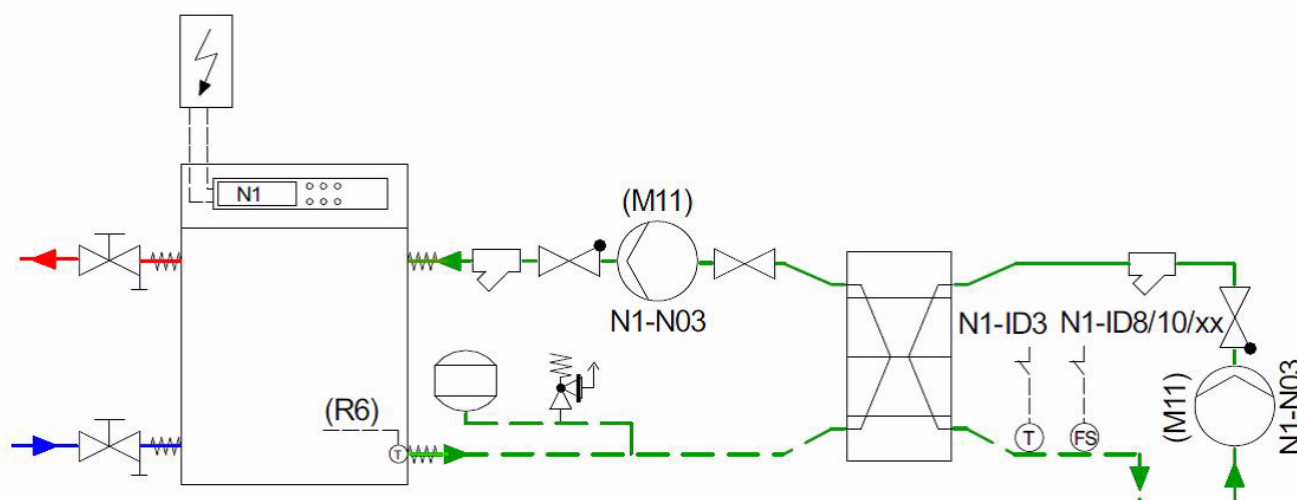 N1
(M11)
N1-N03
N1-ID3
N1-ID8/10/xx
(R6)
T
T
FS
(M11)
N1-N03